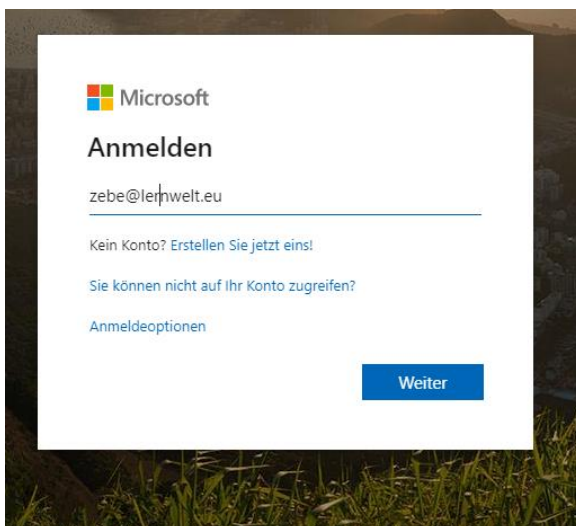 Microsoft
Anmelden
zebe@lernwelt.eu
Kein Konto? Erstellen Sie jetzt eins!
Sie können nicht auf Ihr Konto zugreifen?
Anmeldeoptionen
Weiter